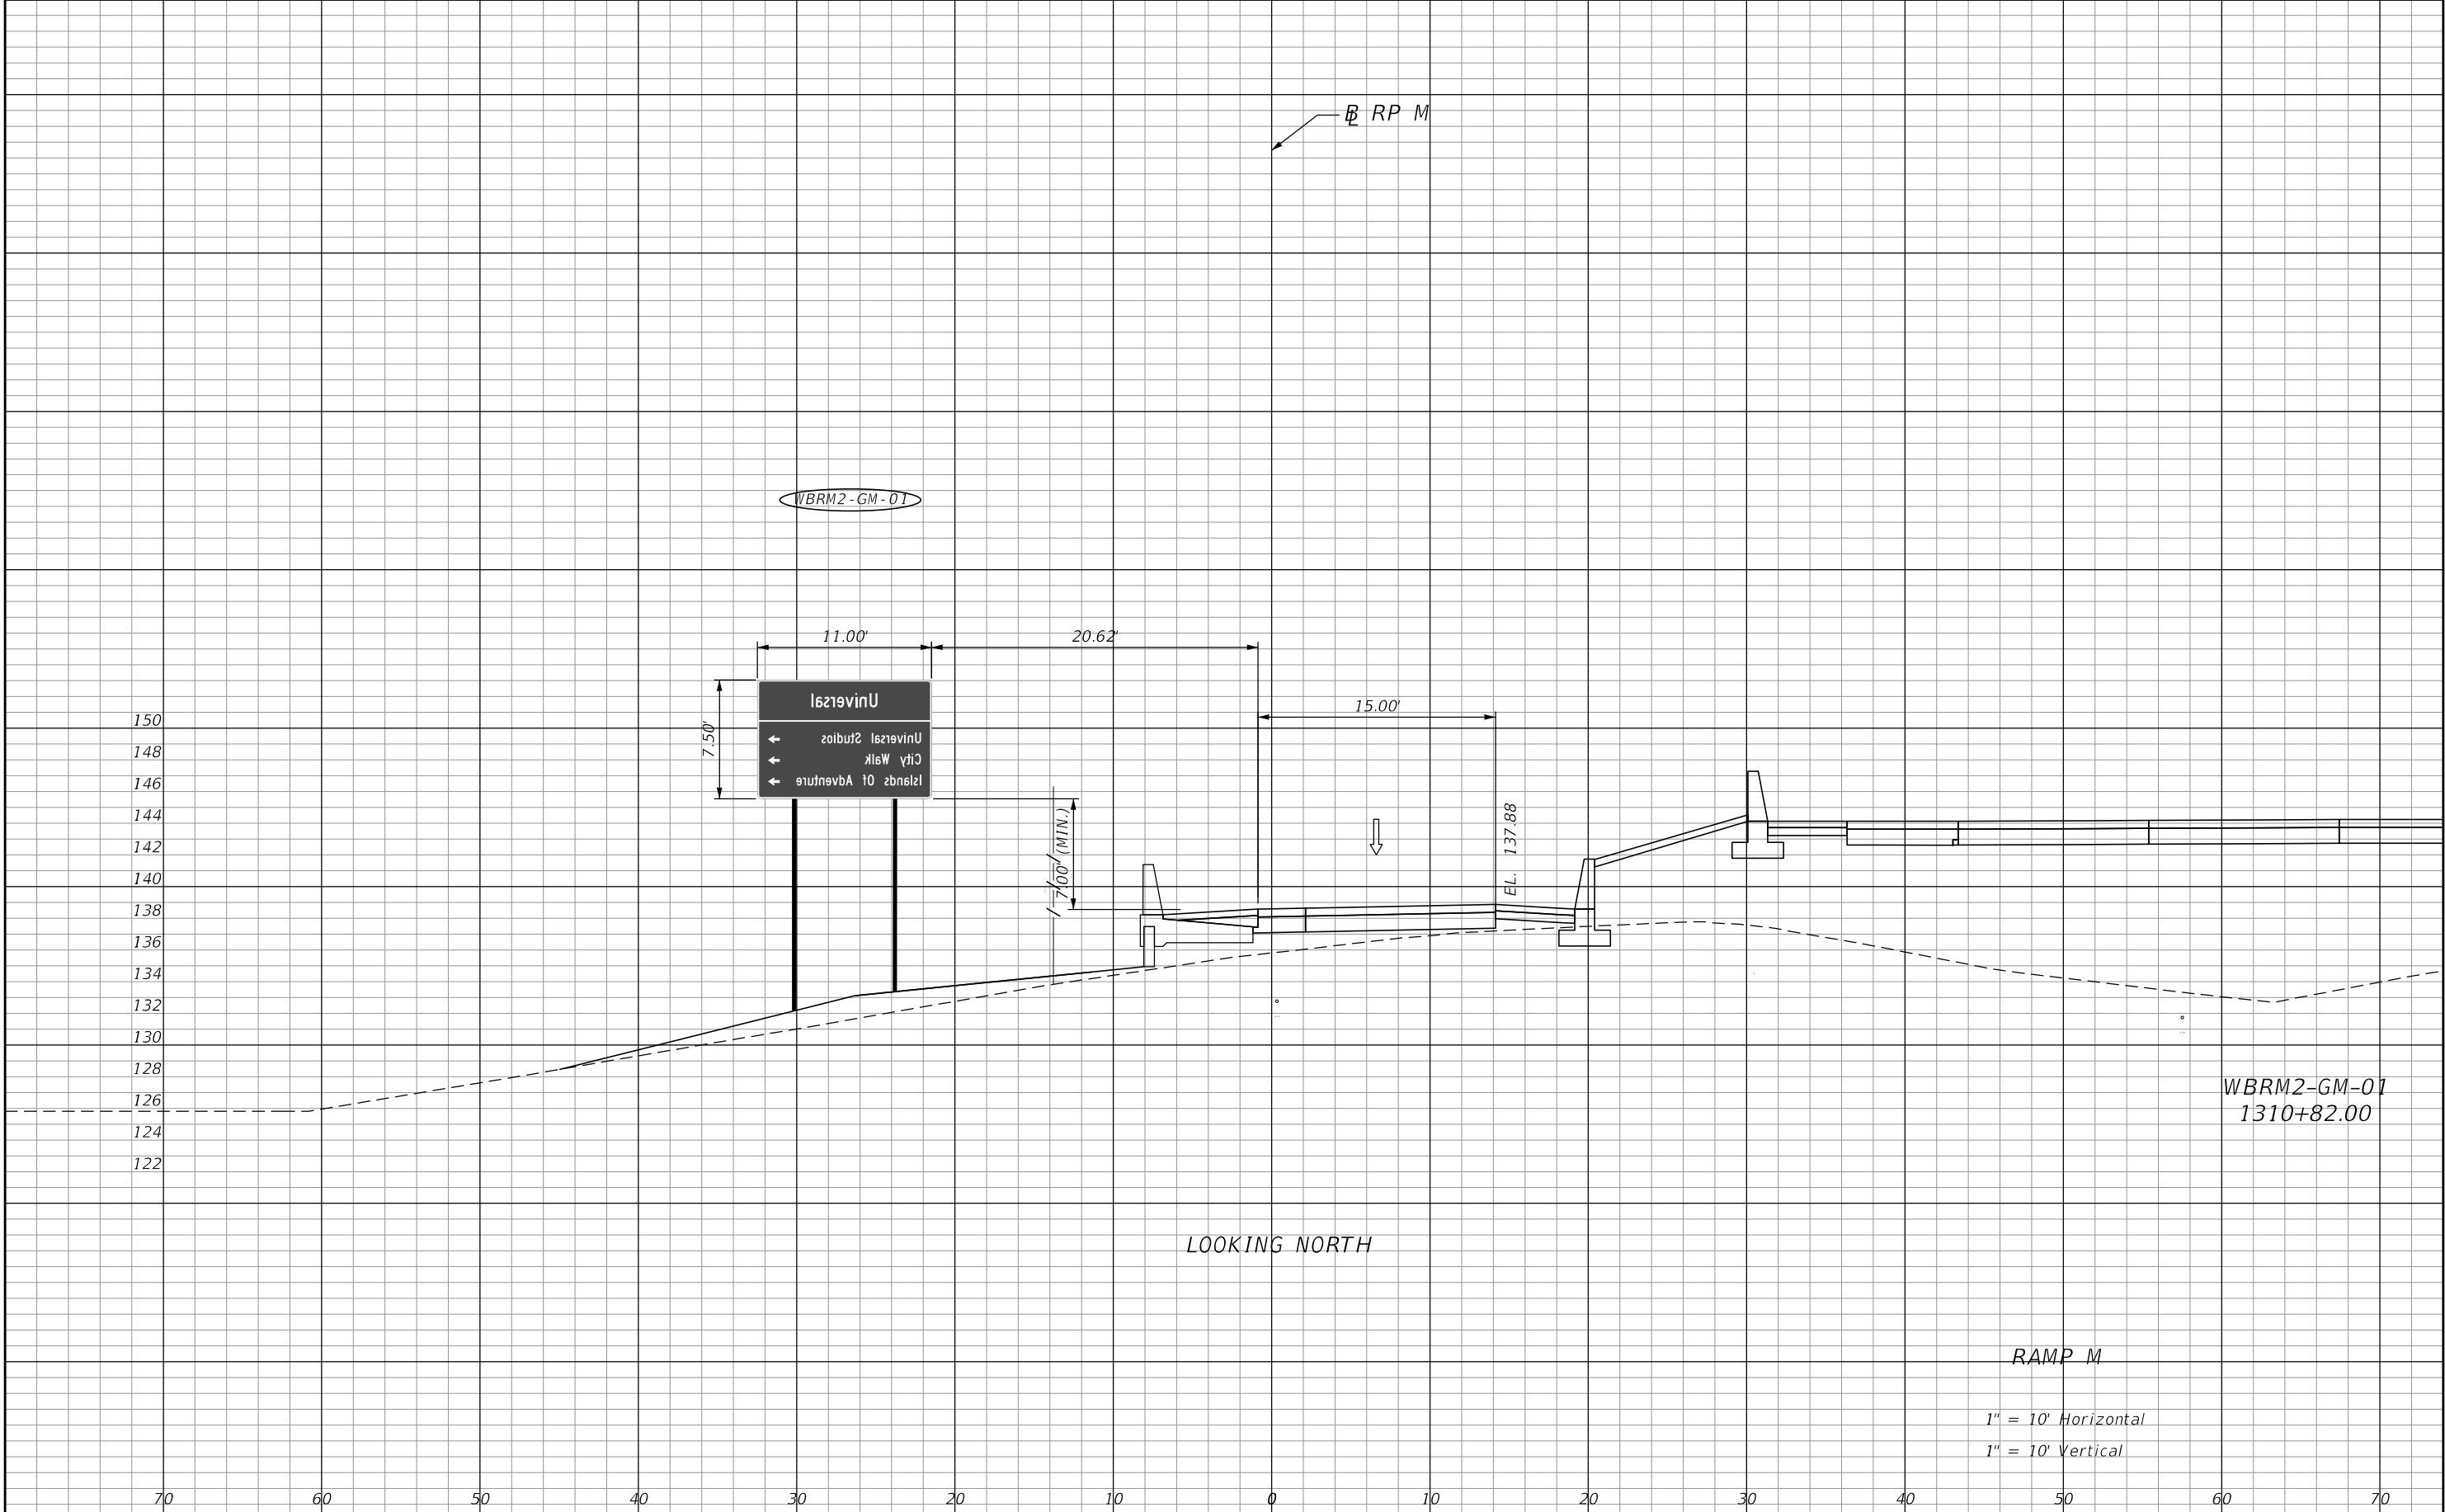 BL RP M
WBRM2-GM-01
11.00'
20.62'
15.00'
7.50'
Universal
Universal Studios
City Walk
Islands Of Adventure
7.00' (MIN.)
EL. 137.88
150
148
146
144
142
140
138
136
134
132
130
128
126
124
122
WBRM2-GM-01
1310+82.00
LOOKING NORTH
RAMP M
1" = 10' Horizontal
1" = 10' Vertical
70 60 50 40 30 20 10 0 10 20 30 40 50 60 70